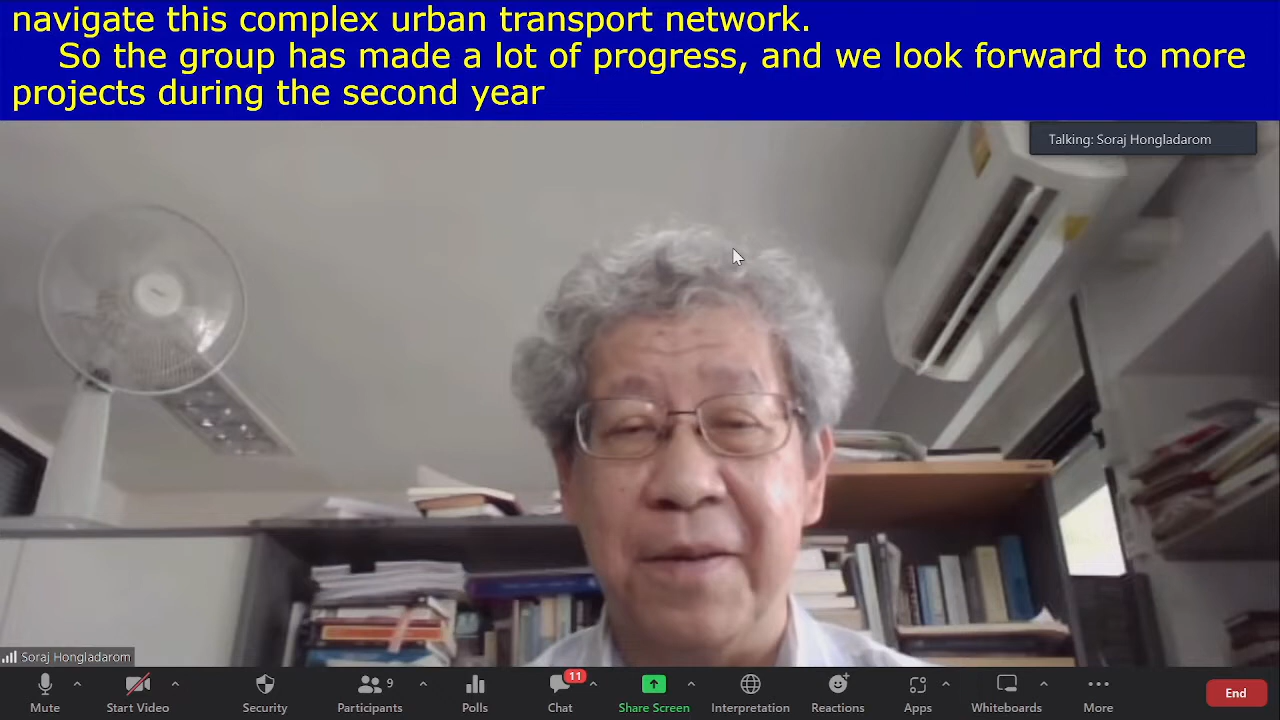 navigate this complex urban transport network.
So the group has made a lot of progress, and we look forward to more
projects during the second year
Talking: Soraj Hongladarom
Soraj Hongladarom
11
9
Mute
Start Video
Security
Participants
Polls
Chat
Share Screen
Interpretation
Reactions
Apps
Whiteboards
More
End